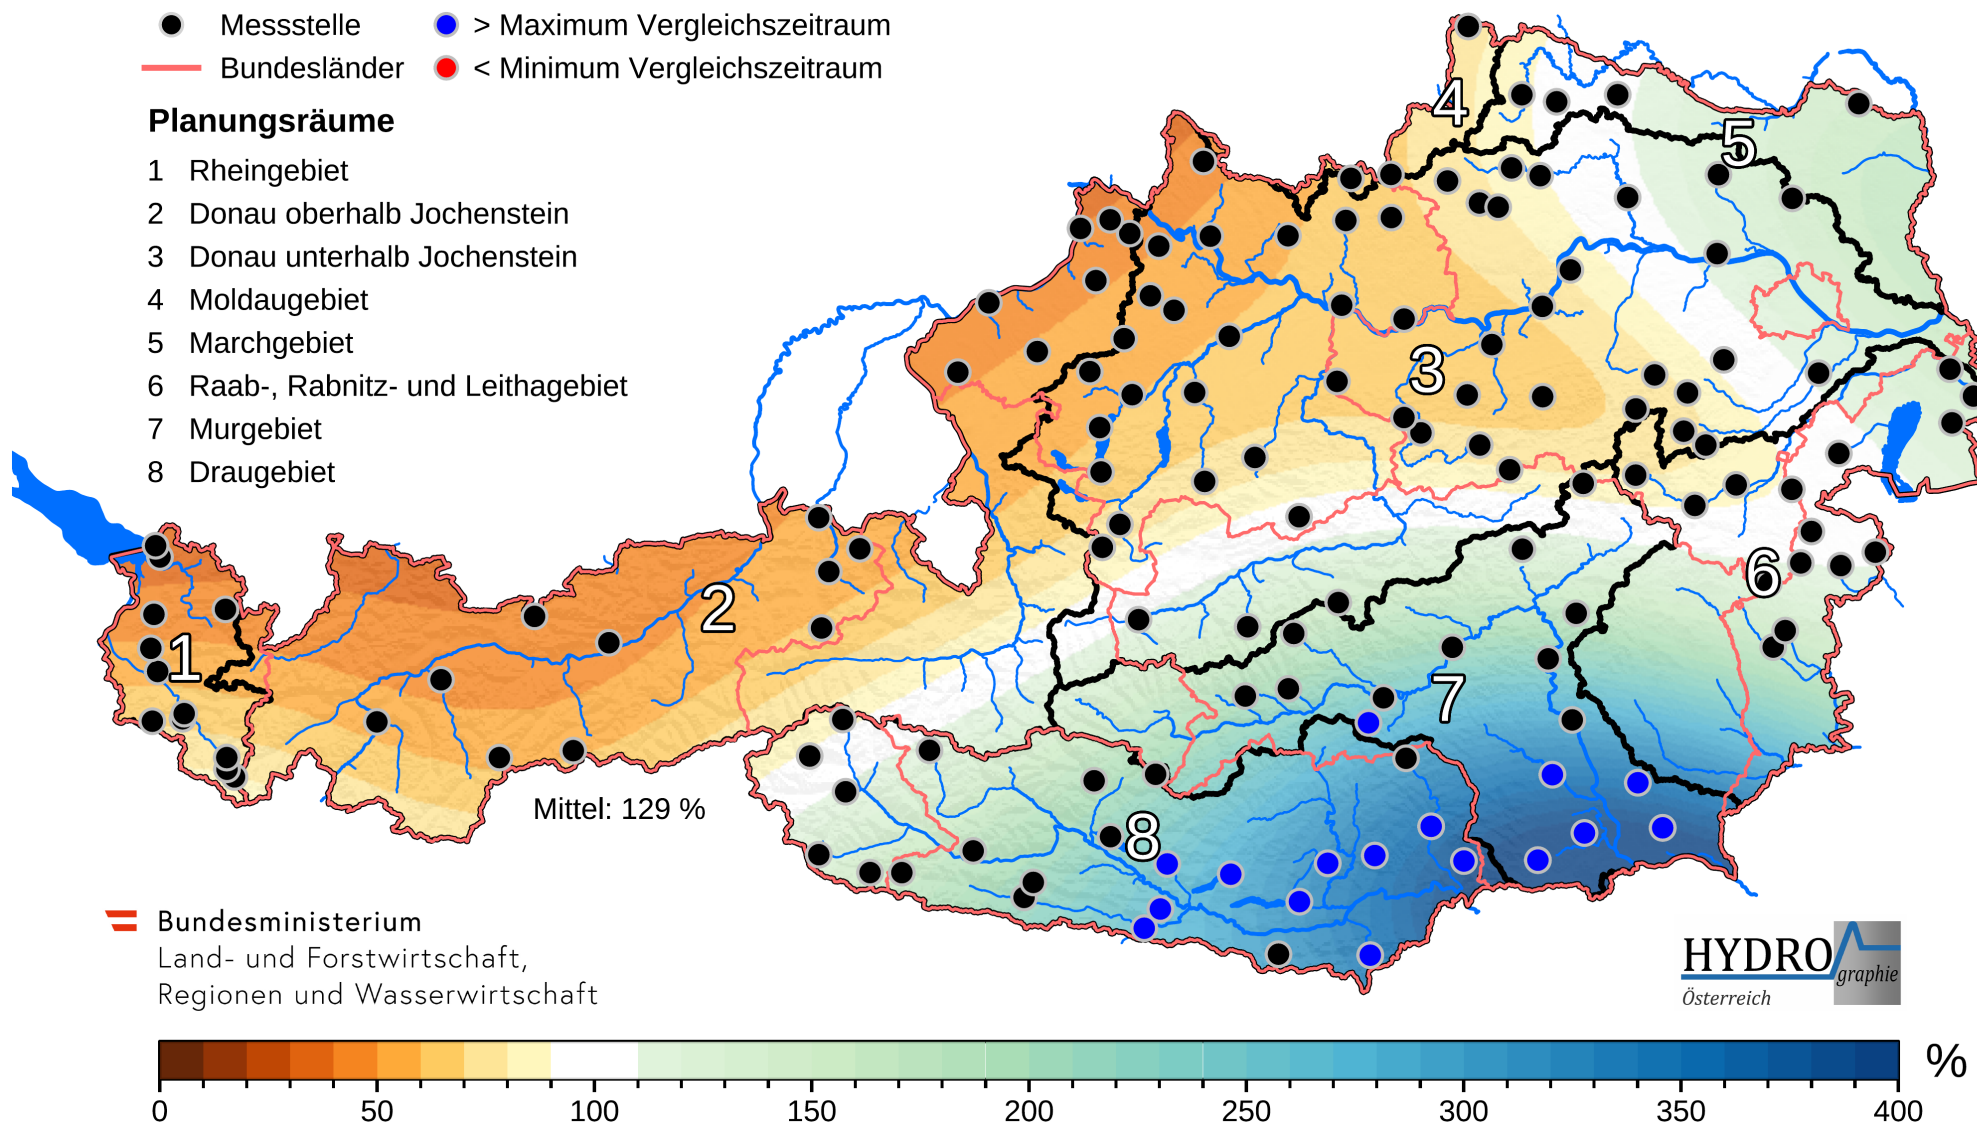 Messstelle
> Maximum Vergleichszeitraum
Bundesländer
< Minimum Vergleichszeitraum
Planungsräume
1 Rheingebiet
2 Donau oberhalb Jochenstein
3 Donau unterhalb Jochenstein
4 Moldaugebiet
5 Marchgebiet
6 Raab-, Rabnitz- und Leithagebiet
7 Murgebiet
8 Draugebiet
4
5
3
6
2
1
7
8
Mittel: 129 %
Bundesministerium
Land- und Forstwirtschaft,
Regionen und Wasserwirtschaft
HYDRO
graphie
Österreich
%
0 50 100 150 200 250 300 350 400